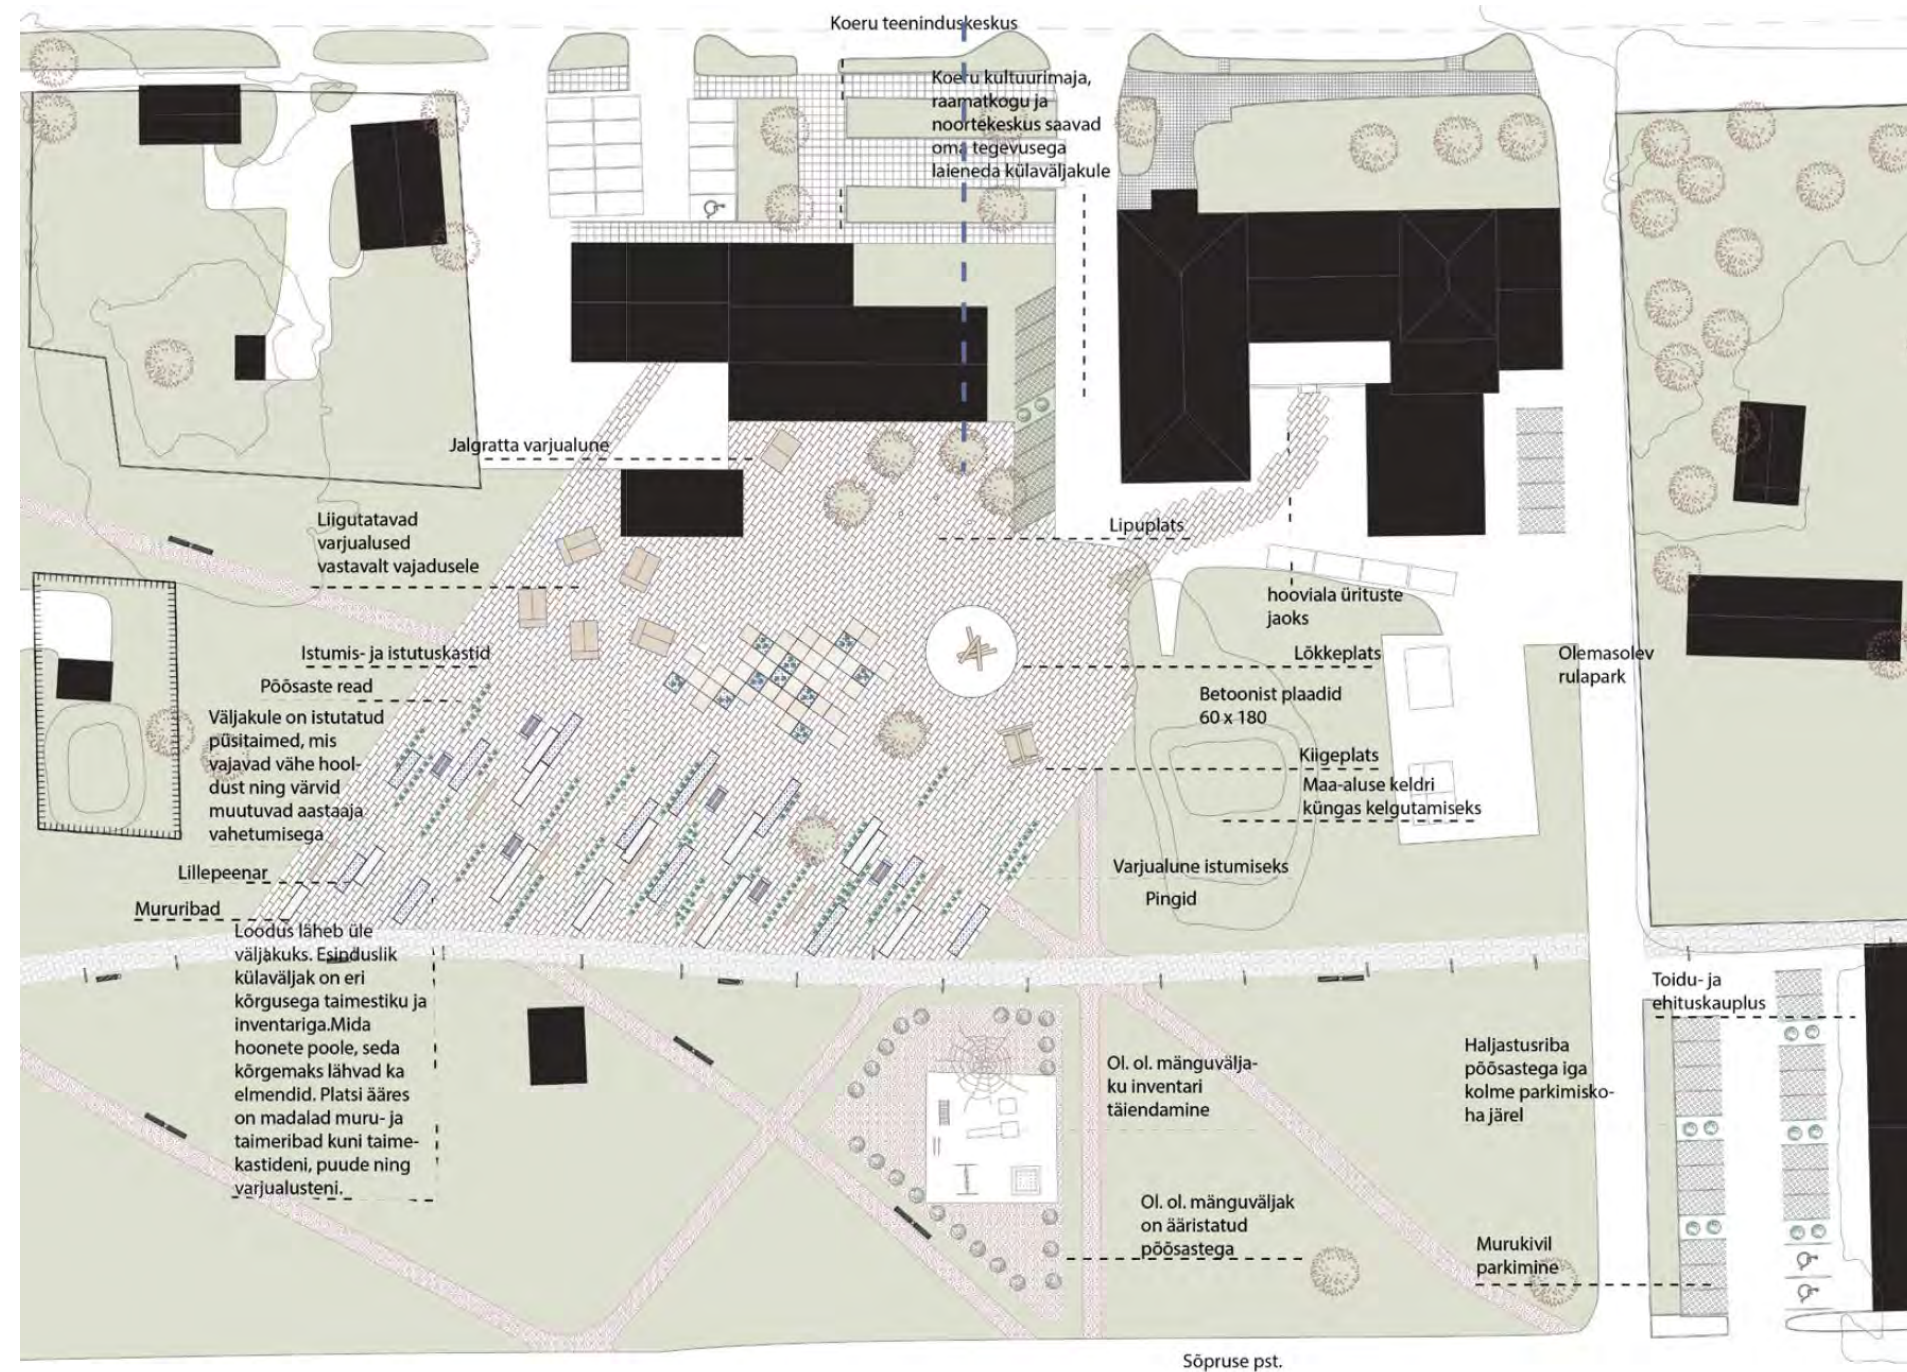 Koeru teeninduskeskus
Koeru kultuurimaja,
raamatkogu ja
noortekeskus saavad
oma tegevusega
laieneda külaväljakule
Jalgratta varjualune
Liigutatavad
varjualused
vastavalt vajadusele
Lipuplats
hooviala ürituste
jaoks
Istumis- ja istutuskastid
Lõkkeplats
Olemasolev
rulapark
Põõsaste read
Betoonist plaadid
60 x 180
Väljakule on istutatud
püsitaimed, mis
vajavad vähe hool-
dust ning värvid
muutuvad aastaaja
vahetumisega
Kiigeplats
Maa-aluse keldri
küngas kelgutamiseks
Lillepeenar
Varjualune istumiseks
Pingid
Mururibad
Loodus läheb üle
väljakuks. Esinduslik
külaväljak on eri
kõrgusega taimestiku ja
inventariga.Mida
hoonete poole, seda
kõrgemaks lähvad ka
elmendid. Platsi ääres
on madalad muru- ja
taimeribad kuni taime-
kastideni, puude ning
varjualusteni.
Toidu- ja
ehituskauplus
Ol. ol. mänguvälja-
ku inventari
täiendamine
Haljastusriba
põõsastega iga
kolme parkimisko-
ha järel
Ol. ol. mänguväljak
on ääristatud
põõsastega
Murukivil
parkimine
Sõpruse pst.